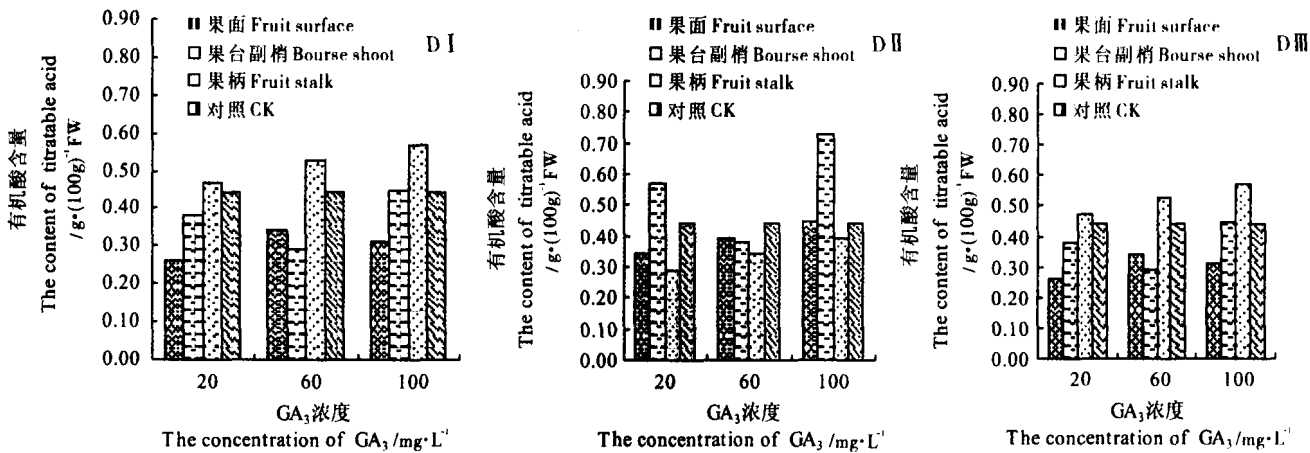 有机酸含量
The content of titratable acid
/ g•(100g)⁻¹FW
0.90
0.80
0.70
0.60
0.50
0.40
0.30
0.20
0.10
0.00
果面 Fruit surface
果台副梢 Bourse shoot
果柄 Fruit stalk
对照 CK
DⅠ
20 60 100
GA₃浓度
The concentration of GA₃/mg•L⁻¹
有机酸含量
The content of titratable acid
/ g•(100g)⁻¹FW
0.90
0.80
0.70
0.60
0.50
0.40
0.30
0.20
0.10
0.00
果面 Fruit surface
果台副梢 Bourse shoot
果柄 Fruit stalk
对照 CK
DⅡ
20 60 100
GA₃浓度
The concentration of GA₃/mg•L⁻¹
有机酸含量
The content of titratable acid
/ g•(100g)⁻¹FW
0.90
0.80
0.70
0.60
0.50
0.40
0.30
0.20
0.10
0.00
果面 Fruit surface
果台副梢 Bourse shoot
果柄 Fruit stalk
对照 CK
DⅢ
20 60 100
GA₃浓度
The concentration of GA₃/mg•L⁻¹